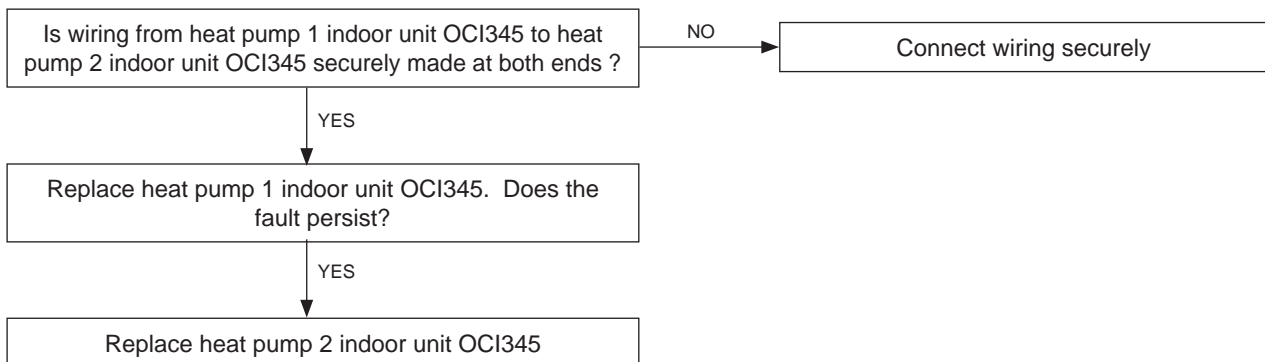 Is wiring from heat pump 1 indoor unit OCI345 to heat
pump 2 indoor unit OCI345 securely made at both ends ?
NO
Connect wiring securely
YES
Replace heat pump 1 indoor unit OCI345. Does the
fault persist?
YES
Replace heat pump 2 indoor unit OCI345